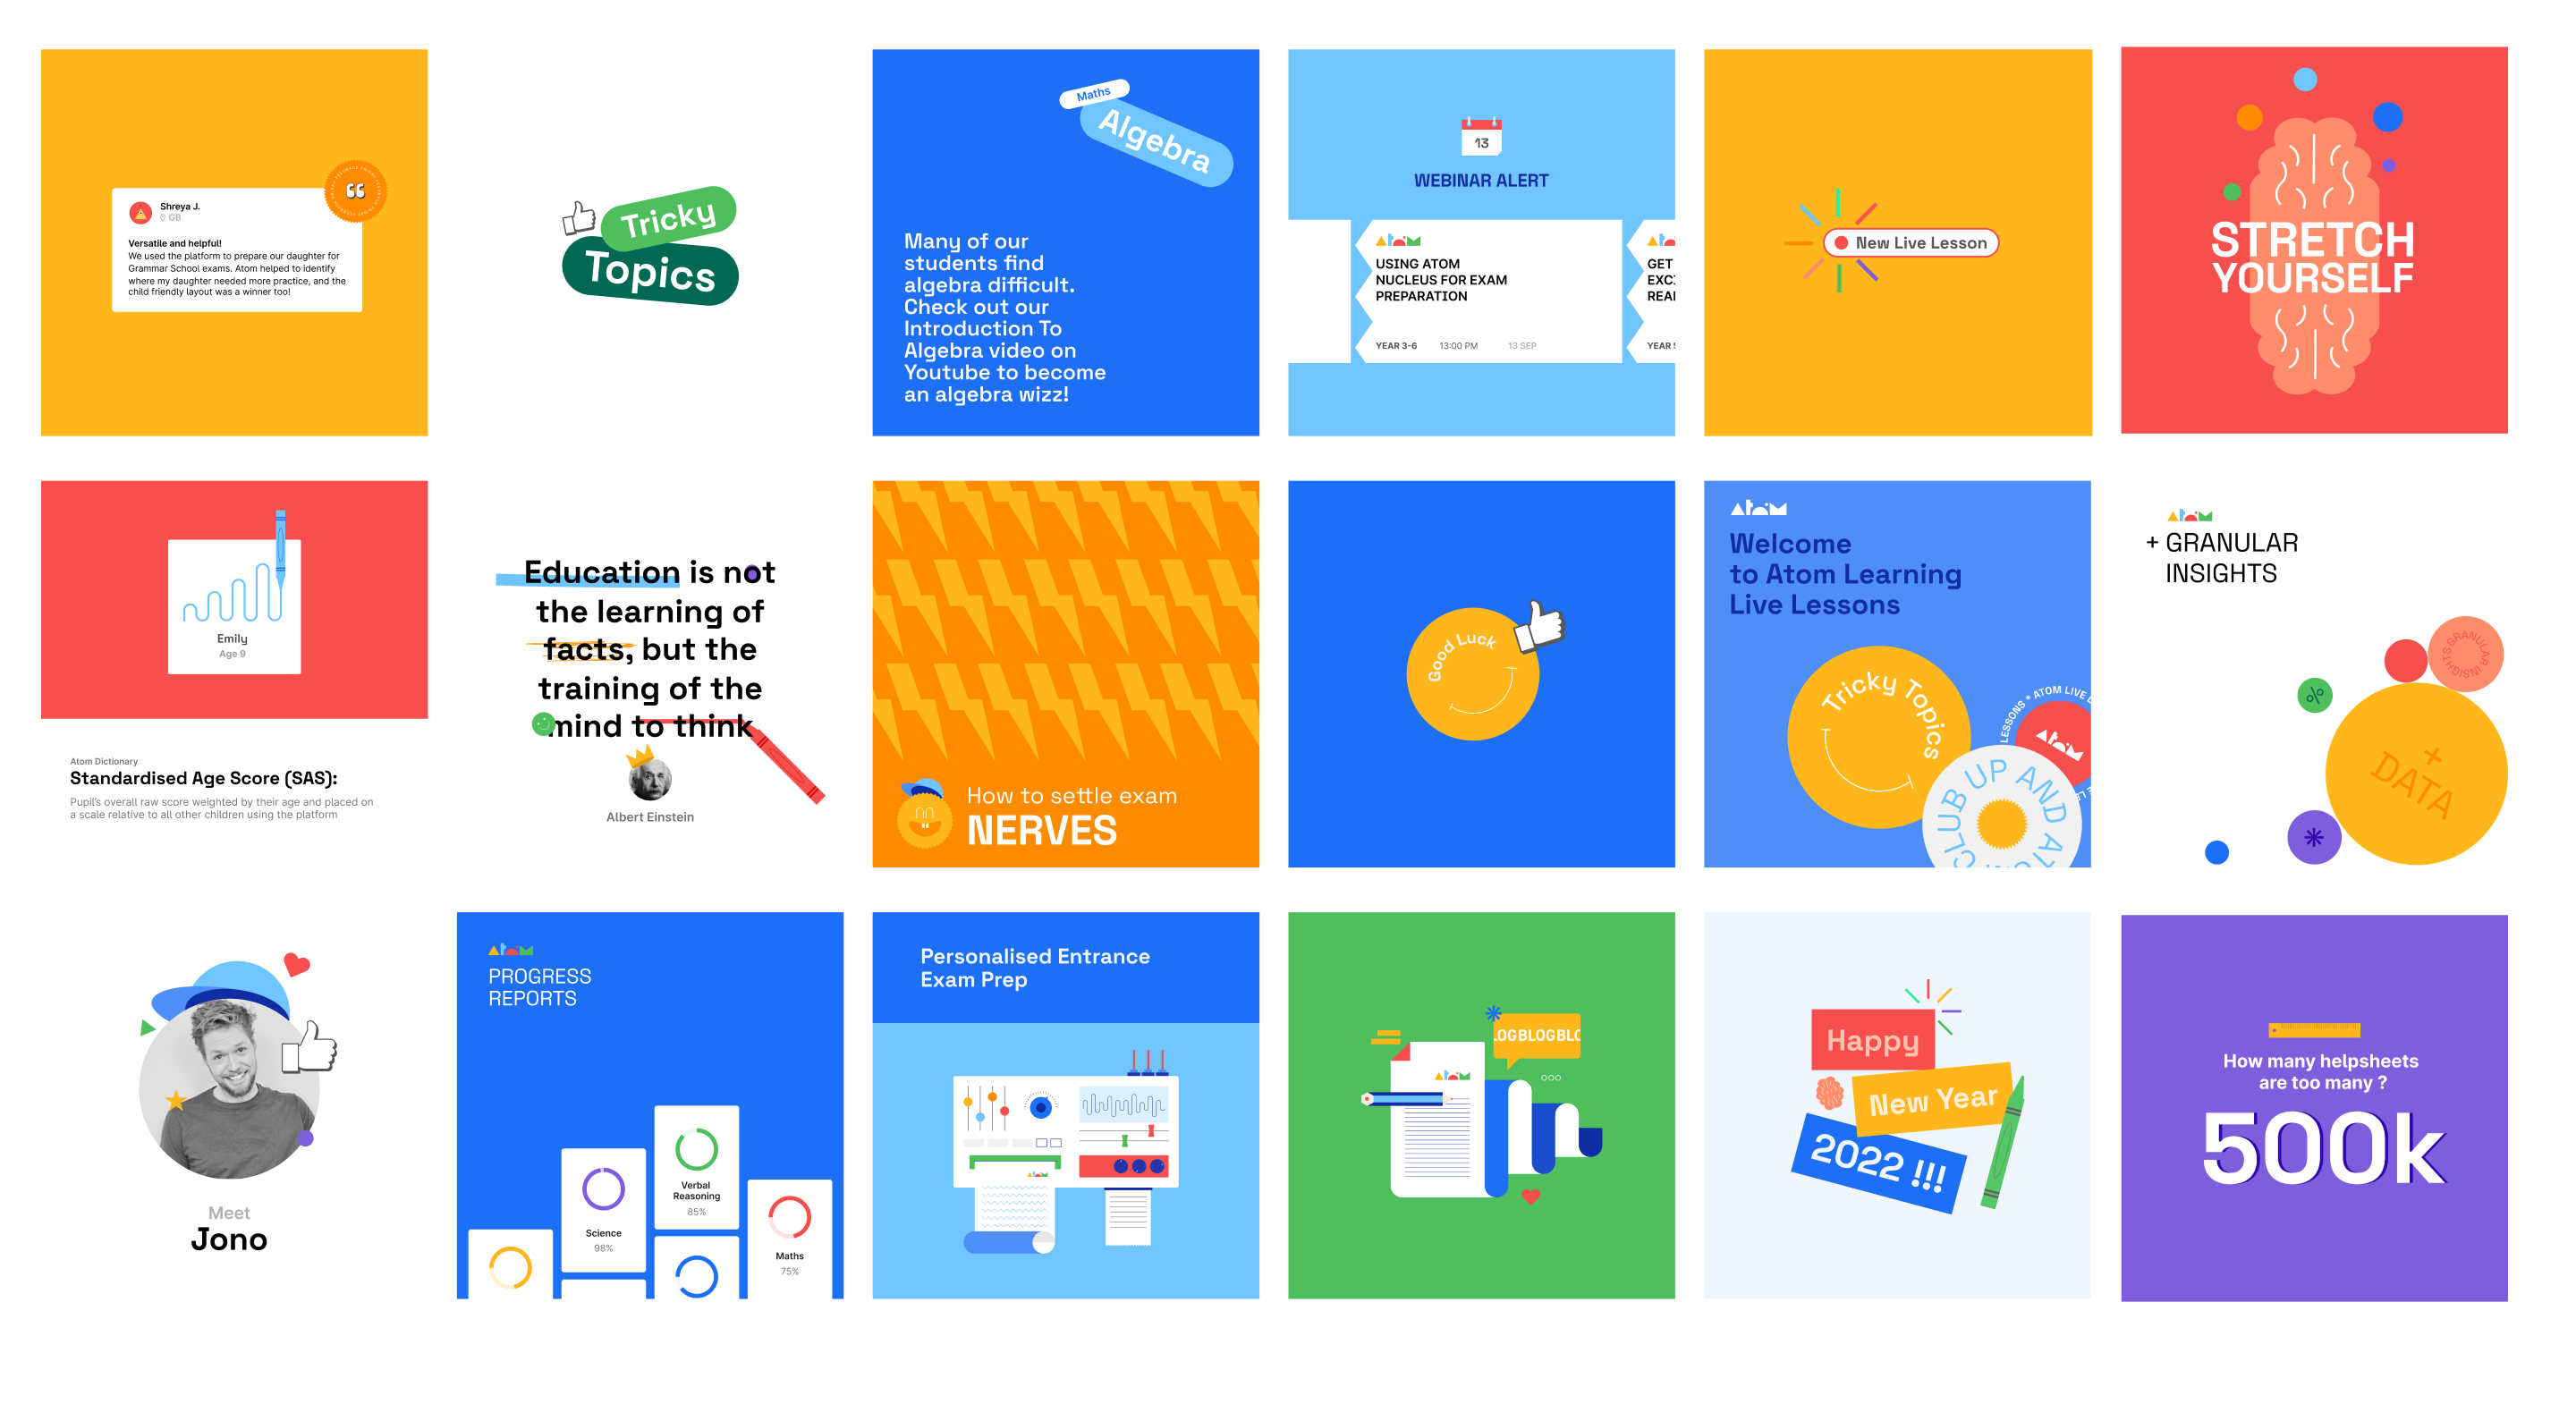 Shreya J.
GB
Versatile and helpful!
We used the platform to prepare our daughter for
Grammar School exams. Atom helped to identify
where my daughter needed more practice, and the
child friendly layout was a winner too!
Tricky
Topics
Maths
Algebra
Many of our
students find
algebra difficult.
Check out our
Introduction To
Algebra video on
Youtube to become
an algebra wizz!
13
WEBINAR ALERT
Atom
USING ATOM
NUCLEUS FOR EXAM
PREPARATION
YEAR 3-6 13:00 PM 13 SEP
GET
New Live Lesson
STRETCH
YOURSELF
Emily
Age 9
Atom Dictionary
Standardised Age Score (SAS):
Pupil's overall raw score weighted by their age and placed on
a scale relative to all other children using the platform
Education is not
the learning of
facts, but the
training of the
mind to think
Albert Einstein
How to settle exam
NERVES
Good Luck
Atom
Welcome
to Atom Learning
Live Lessons
Tricky Topics
LESSONS * ATOM LIVE
Atom
CLUB UP AND ATOM
Atom
+ GRANULAR
INSIGHTS
GRANULAR INSIGHTS
%
+
DATA
Meet
Jono
Atom
PROGRESS
REPORTS
Science
98%
Verbal
Reasoning
85%
Maths
75%
Personalised Entrance
Exam Prep
Atom
OGBLOGBLO
Atom
Happy
New Year
2022 !!!
How many helpsheets
are too many ?
500k